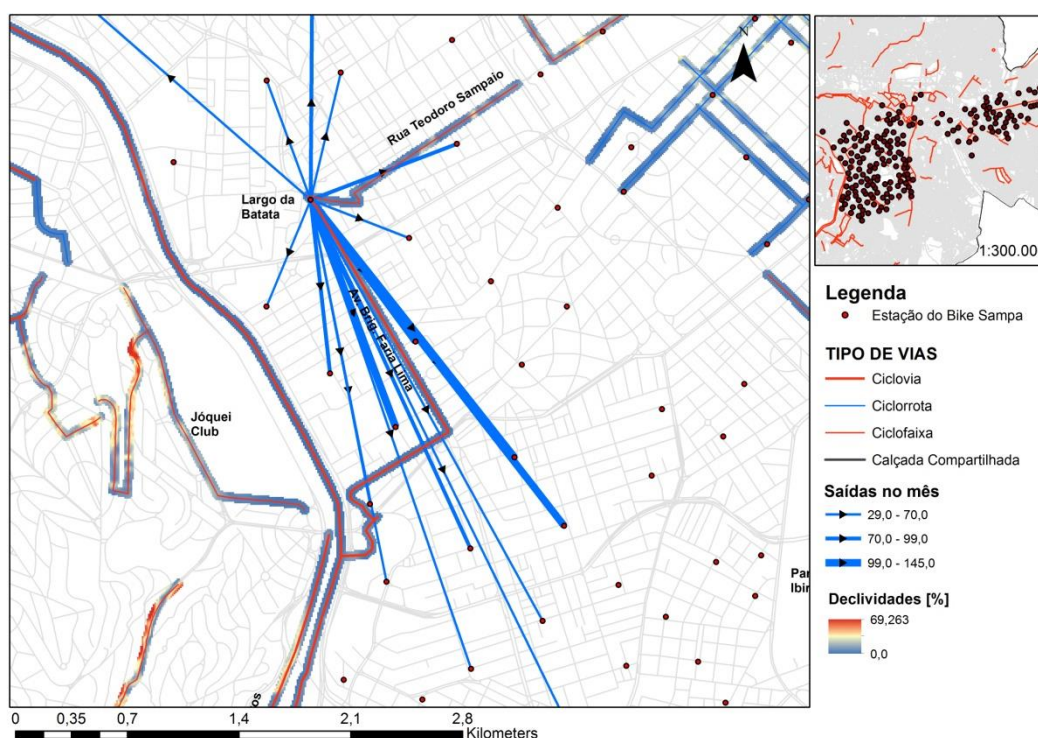 N
Rua Teodoro Sampaio
Largo da
Batata
Av. Brig. Faria Lima
Jóquei
Club
Par
Ibir
os
0 0,35 0,7 1,4 2,1 2,8
Kilometers
1:300.00
Legenda
Estação do Bike Sampa
TIPO DE VIAS
Ciclovia
Ciclorrota
Ciclofaixa
Calçada Compartilhada
Saídas no mês
29,0 - 70,0
70,0 - 99,0
99,0 - 145,0
Declividades [%]
69,263
0,0